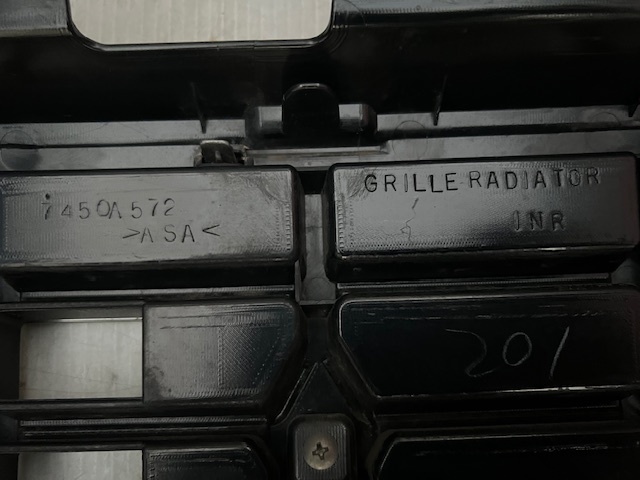 7450A572
>ASA<
GRILLE RADIATOR
INR
201